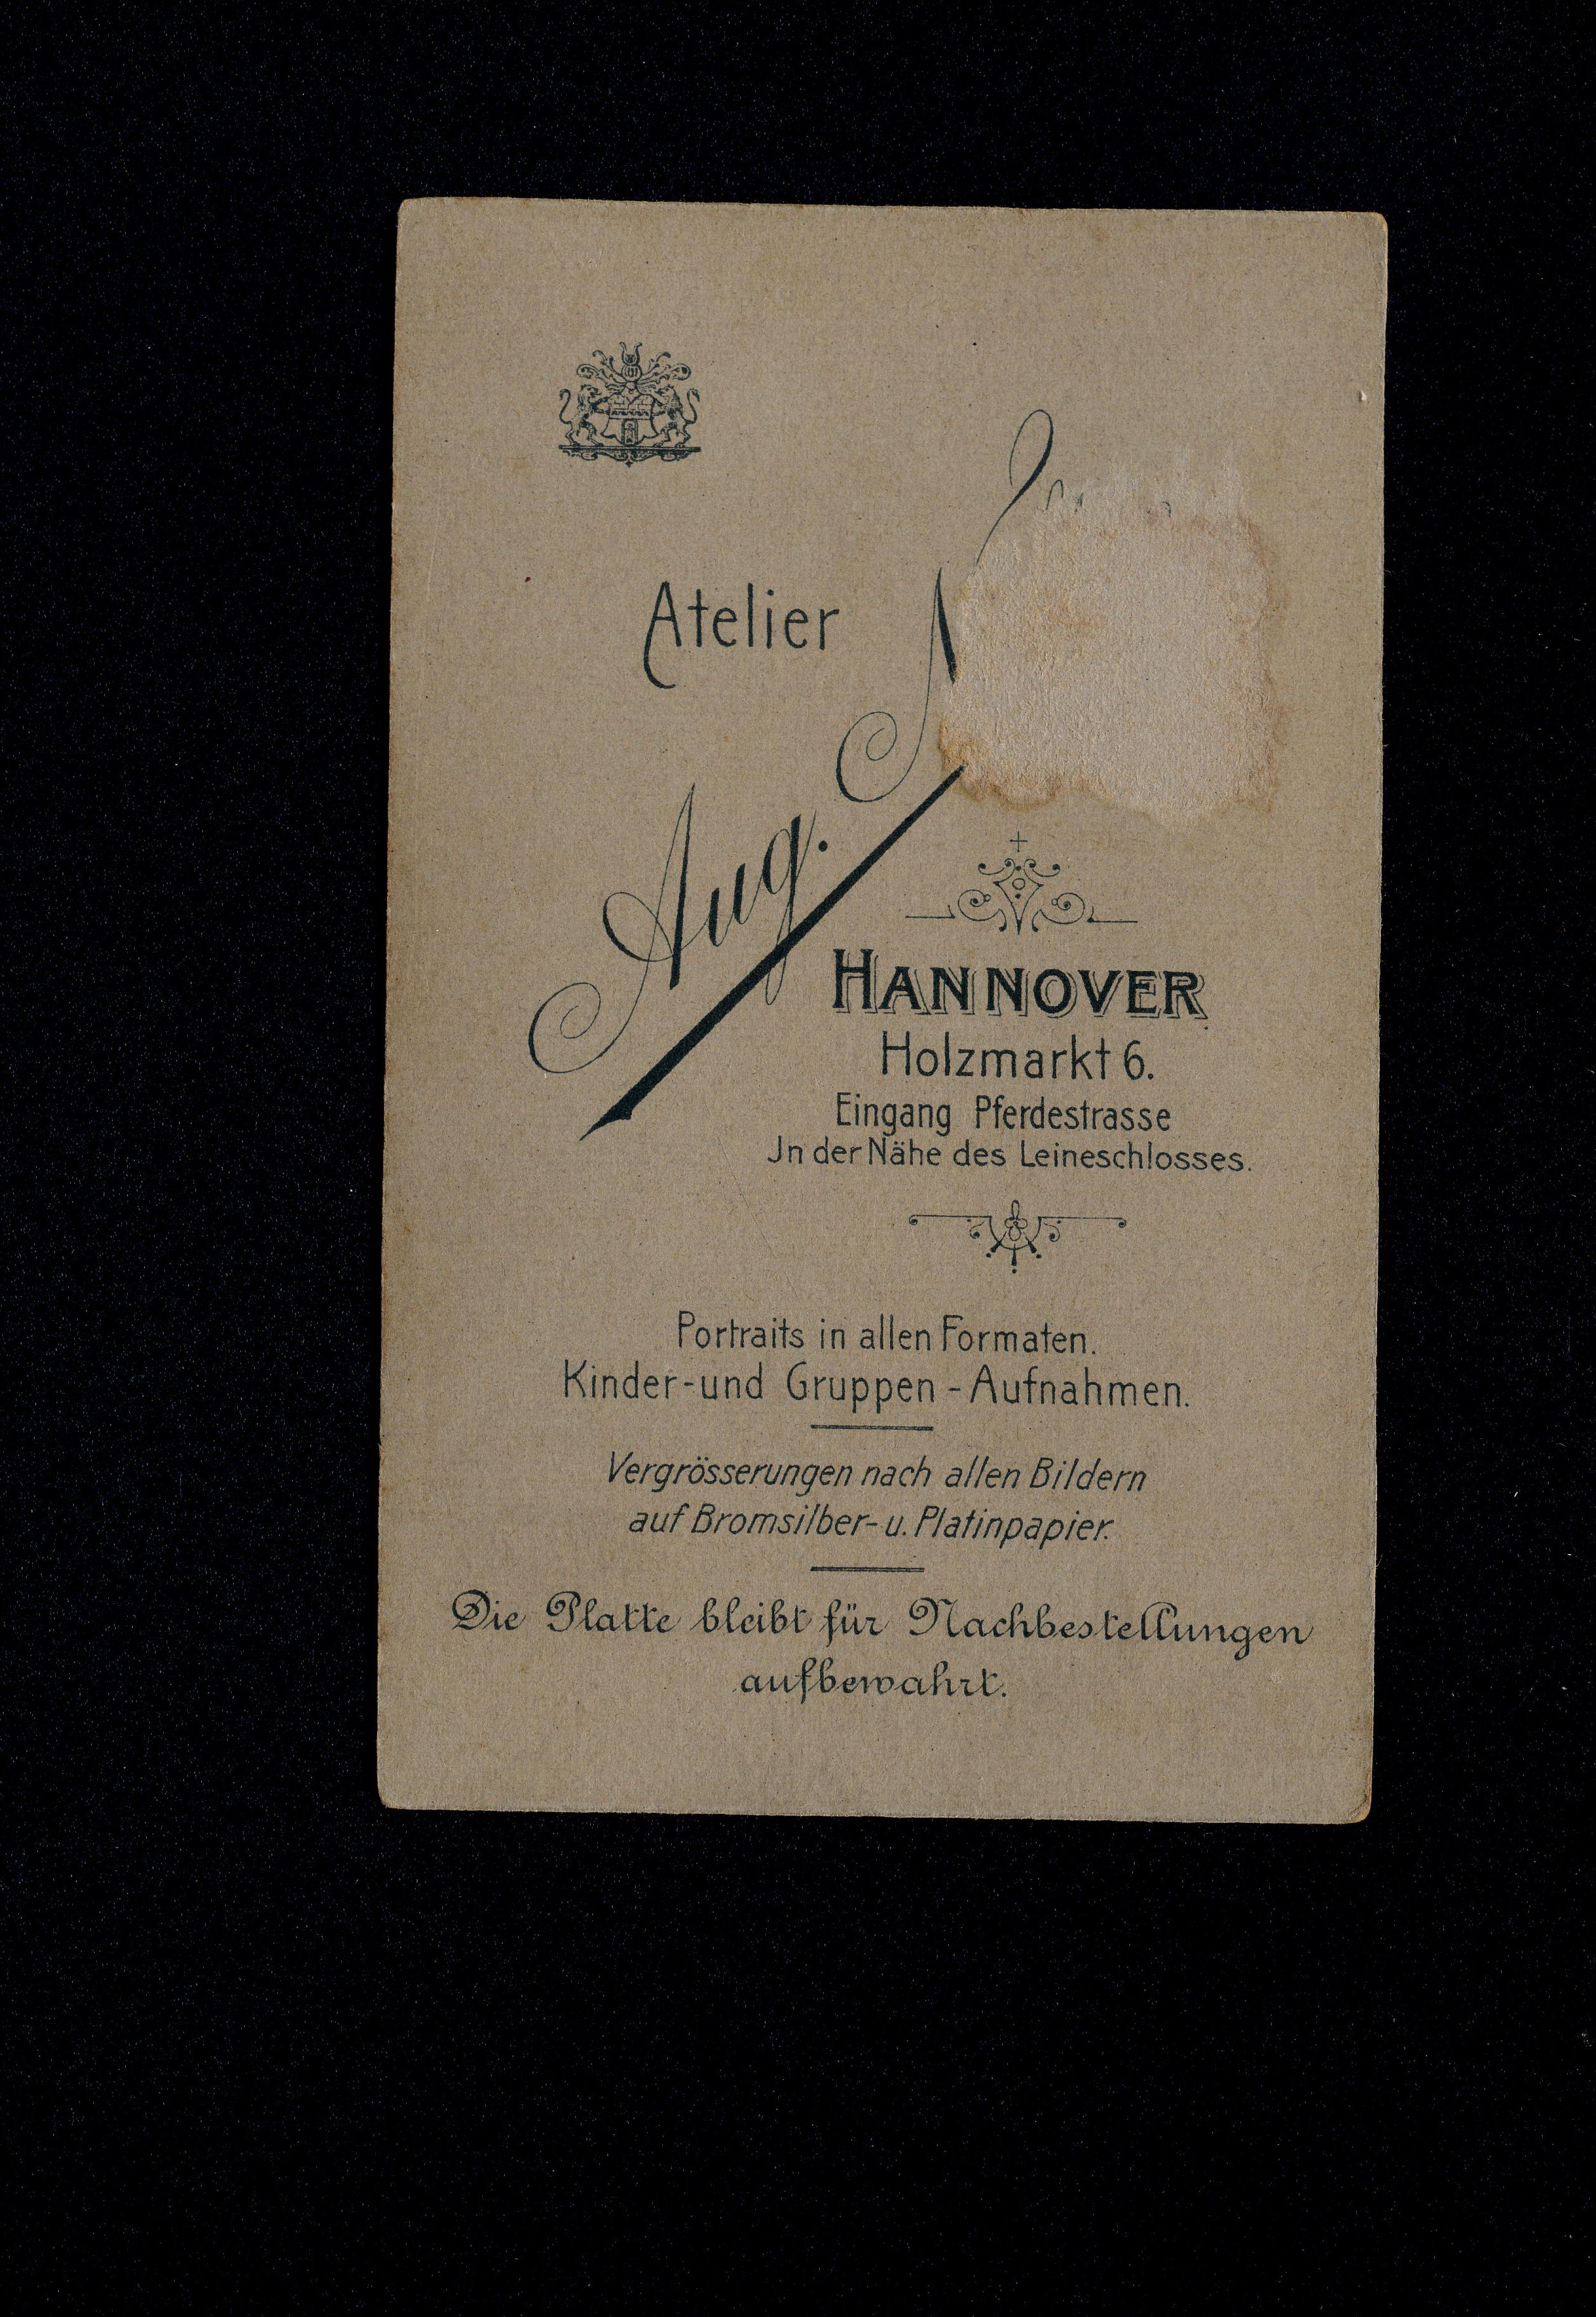 Atelier
Aug.
HANNOVER
Holzmarkt 6.
Eingang Pferdestrasse
Jn der Nähe des Leineschlosses.
Portraits in allen Formaten.
Kinder-und Gruppen-Aufnahmen.
Vergrösserungen nach allen Bildern
auf Bromsilber- u. Platinpapier.
Die Platte bleibt für Nachbestellungen
aufbewahrt.